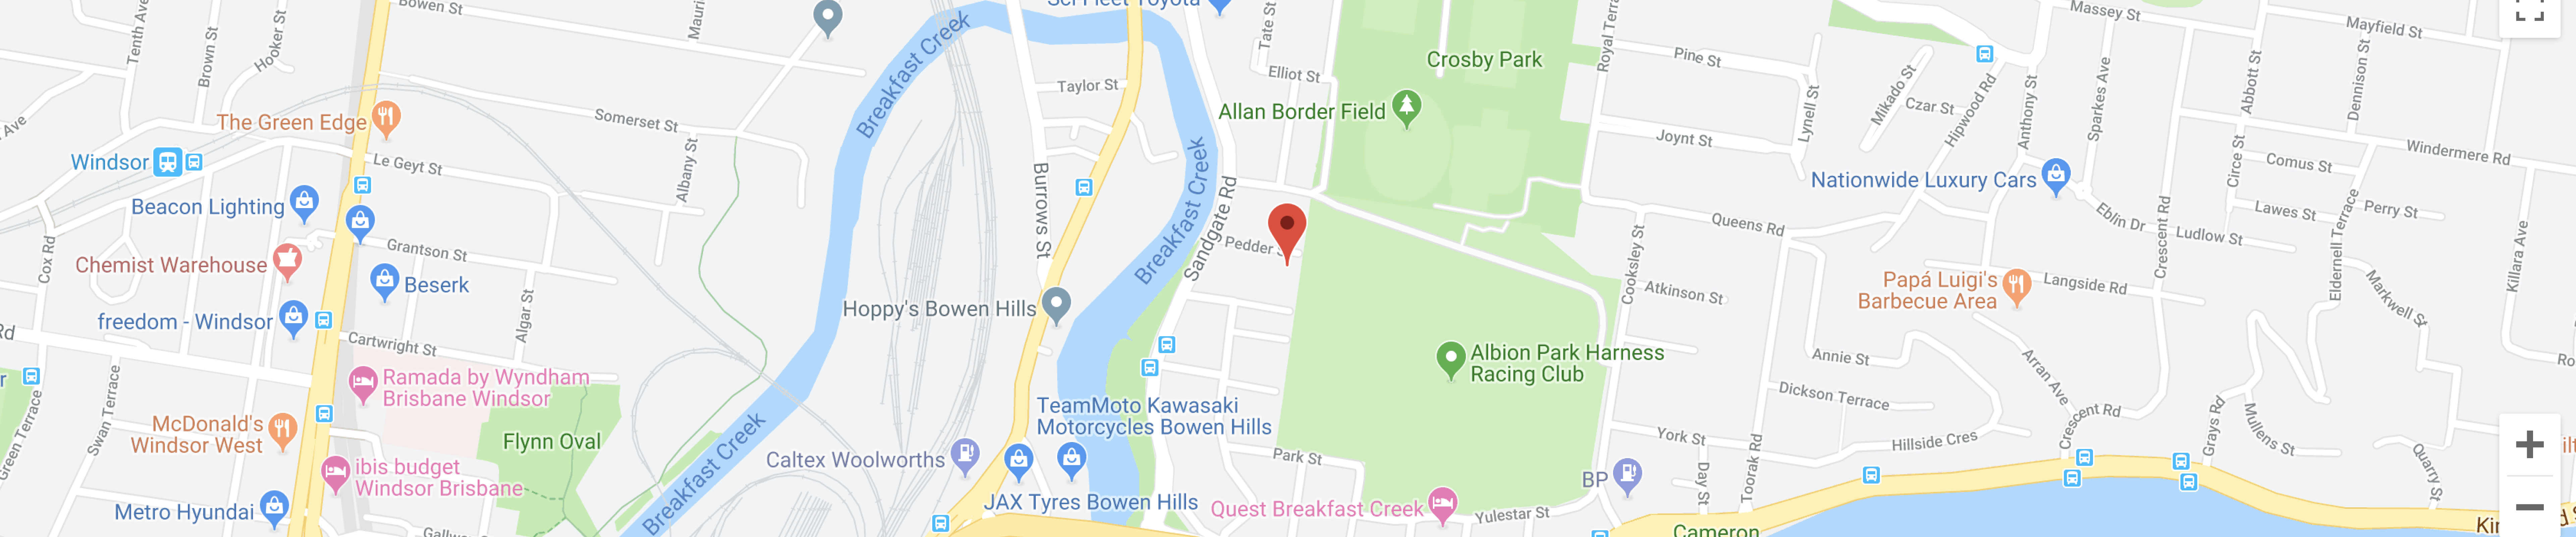 Bowen St
Tenth Ave
Brown St
Hooker St
Sci Fleet Toyota
Tate St
Massey St
Mayfield St
Crosby Park
Pine St
Elliot St
Taylor St
Breakfast Creek
Allan Border Field
Mikado St
Czar St
Hipwood Rd
Anthony St
Sparkes Ave
Abbott St
Dennison St
The Green Edge
Somerset St
Joynt St
Lynell St
Windermere Rd
Windsor
Le Geyt St
Albany St
Burrows St
Breakfast Creek
Sandgate Rd
Nationwide Luxury Cars
Circe St
Comus St
Beacon Lighting
Queens Rd
Eblin Dr
Crescent Rd
Lawes St
Perry St
Ludlow St
Cox Rd
Chemist Warehouse
Grantson St
Beserk
Pedder
Cooksley St
Atkinson St
Papá Luigi's
Barbecue Area
Langside Rd
Eldernell Terrace
Markwell St
Killara Ave
freedom - Windsor
Algar St
Cartwright St
Hoppy's Bowen Hills
Albion Park Harness
Racing Club
Annie St
Arran Ave
Dickson Terrace
Ramada by Wyndham
Brisbane Windsor
Swan Terrace
Green Terrace
McDonald's
Windsor West
Flynn Oval
TeamMoto Kawasaki
Motorcycles Bowen Hills
Crescent Rd
Grays Rd
Mullens St
York St
Hillside Cres
Toorak Rd
Day St
Quarry St
ibis budget
Windsor Brisbane
Caltex Woolworths
Park St
BP
Metro Hyundai
Breakfast Creek
JAX Tyres Bowen Hills
Quest Breakfast Creek
Yulestar St
Cameron